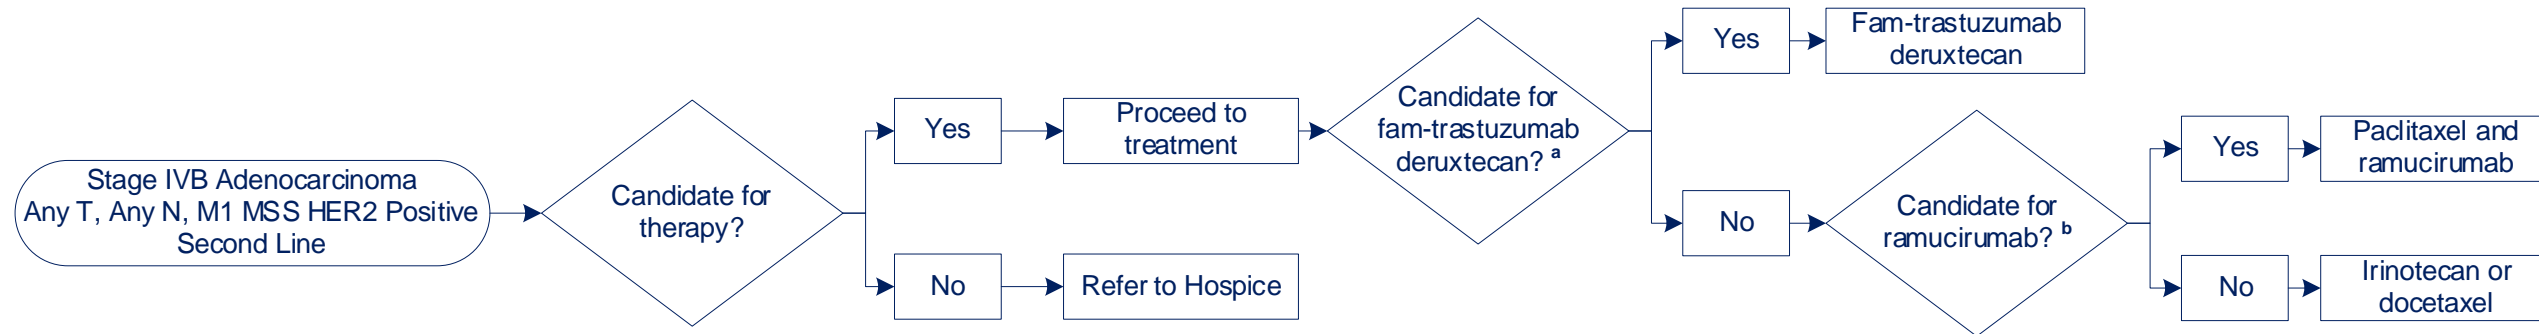 Stage IVB Adenocarcinoma
Any T, Any N, M1 MSS HER2 Positive
Second Line
Candidate for
therapy?
Yes
Proceed to
treatment
No
Refer to Hospice
Candidate for
fam-trastuzumab
deruxtecan? a
Yes
Fam-trastuzumab
deruxtecan
No
Candidate for
ramucirumab? b
Yes
Paclitaxel and
ramucirumab
No
Irinotecan or
docetaxel